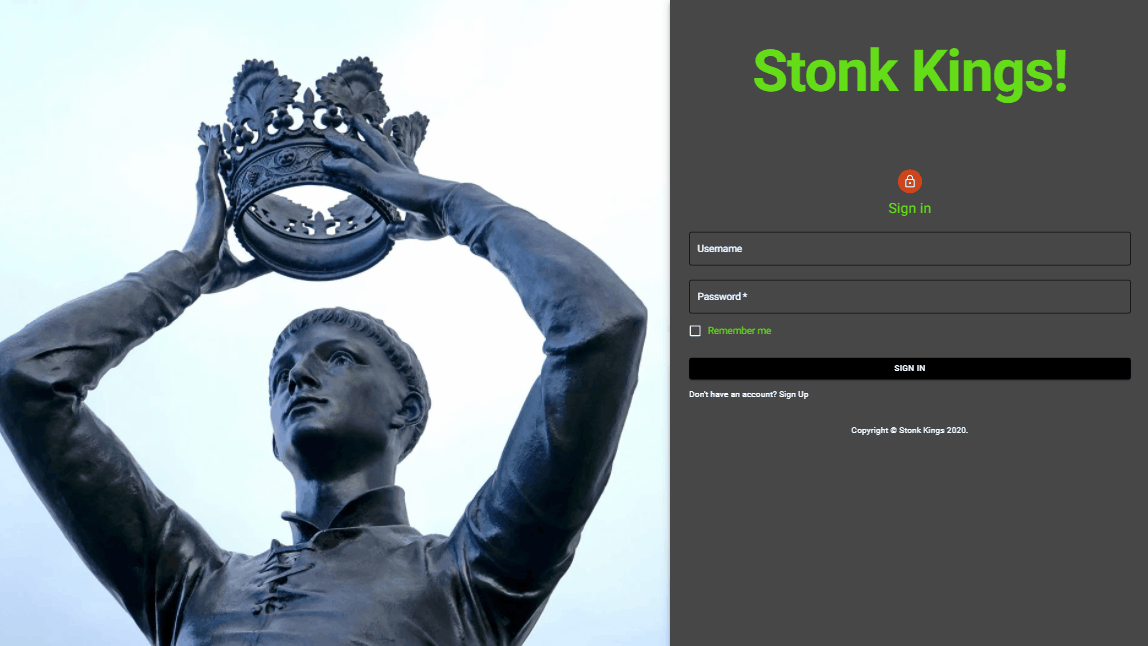 Stonk Kings!
Sign in
Username
Password *
Remember me
SIGN IN
Don't have an account? Sign Up
Copyright © Stonk Kings 2020.